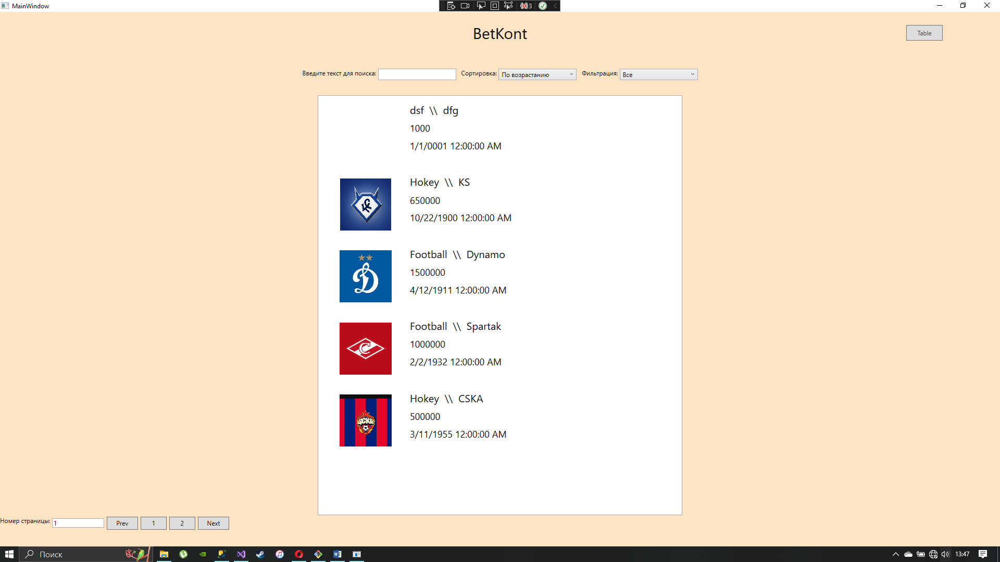 MainWindow
3
BetKont
Table
Введите текст для поиска:
Сортировка: По возрастанию
Фильтрация: Все
dsf \\ dfg
1000
1/1/0001 12:00:00 AM
Hokey \\ KS
650000
10/22/1900 12:00:00 AM
Football \\ Dynamo
1500000
4/12/1911 12:00:00 AM
Football \\ Spartak
1000000
2/2/1932 12:00:00 AM
ЦСКА
Hokey \\ CSKA
500000
3/11/1955 12:00:00 AM
Номер страницы: 1 Prev 1 2 Next
Поиск
13:47